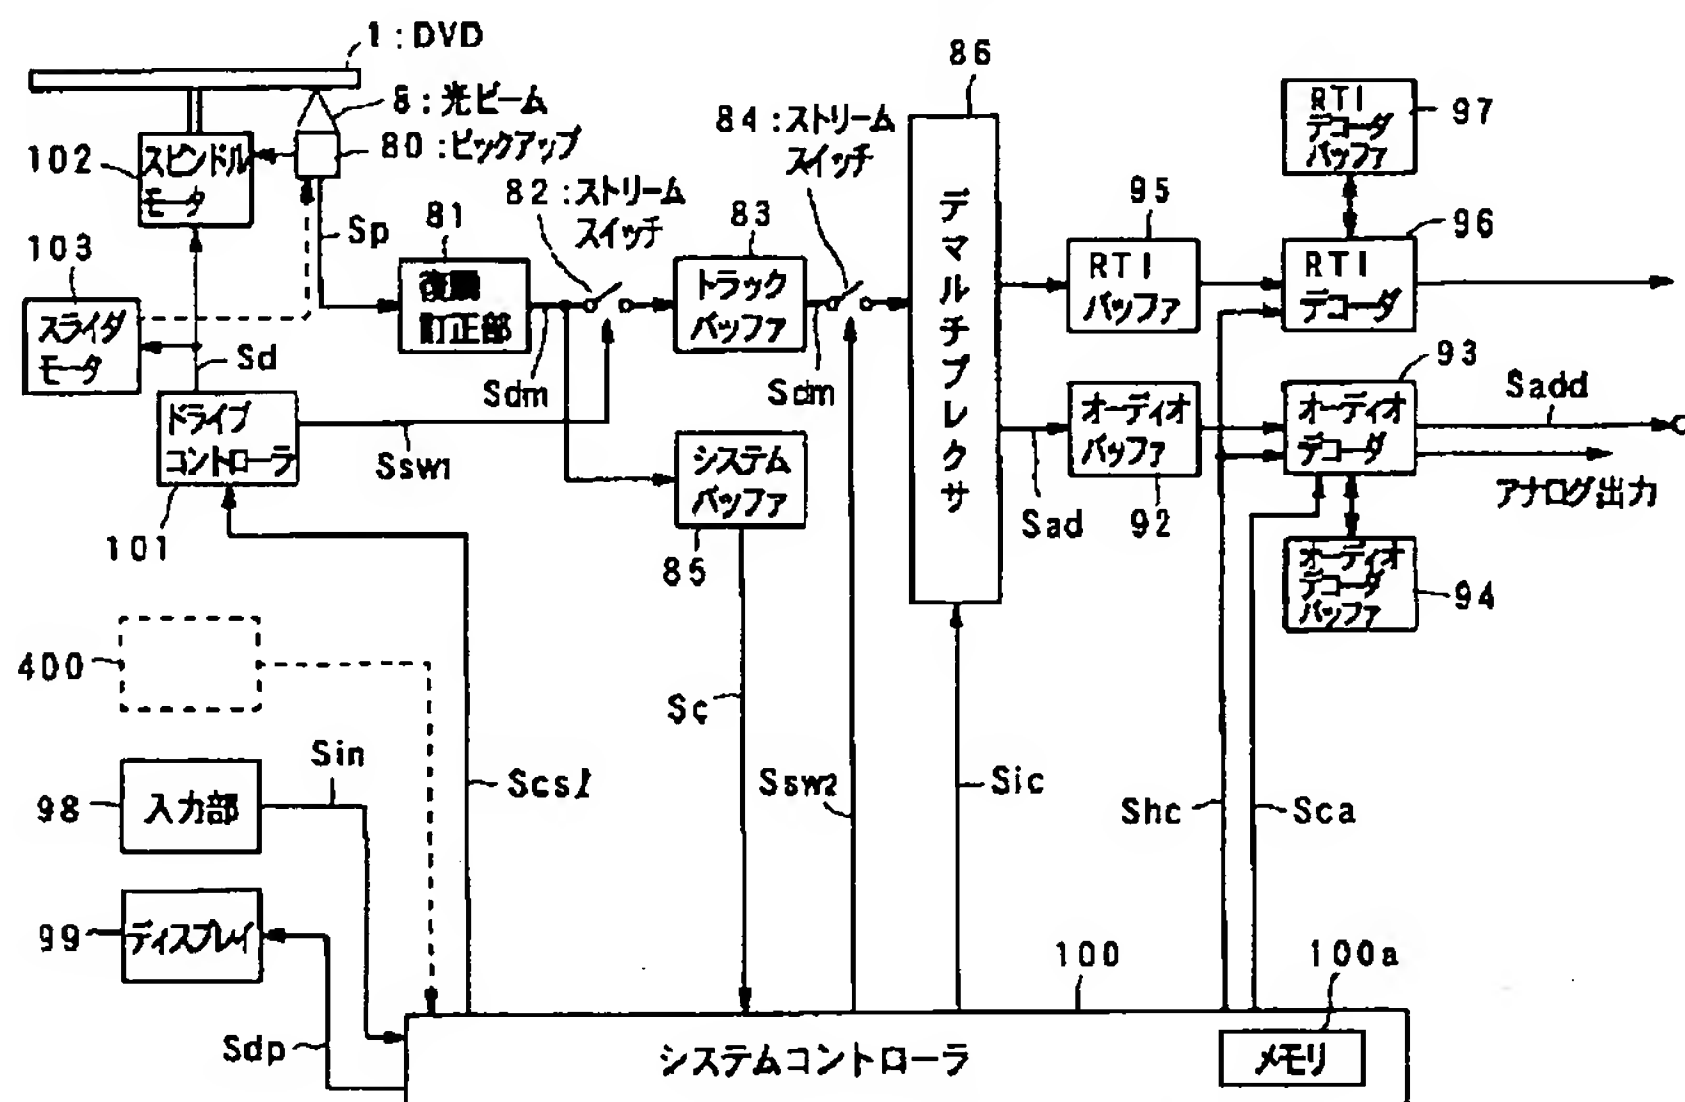 1:DVD
8:光ビーム
80:ピックアップ
102
スピンドル
モータ
103
スライダ
モータ
Sp
Sd
81
復調
訂正部
82:ストリーム
スイッチ
83
トラック
バッファ
84:ストリーム
スイッチ
86
デマルチプレクサ
95
RTI
バッファ
97
RTI
デコーダ
バッファ
96
RTI
デコーダ
Sdm
Sdm
ドライブ
コントローラ
101
Ssw1
システム
バッファ
85
オーディオ
バッファ
92
Sad
93
オーディオ
デコーダ
Sadd
アナログ出力
オーディオ
デコーダ
バッファ
94
400
Sin
98
入力部
99
ディスプレイ
Sdp
Scsl
Sc
Ssw2
Sic
Shc
Sca
100
100a
システムコントローラ
メモリ